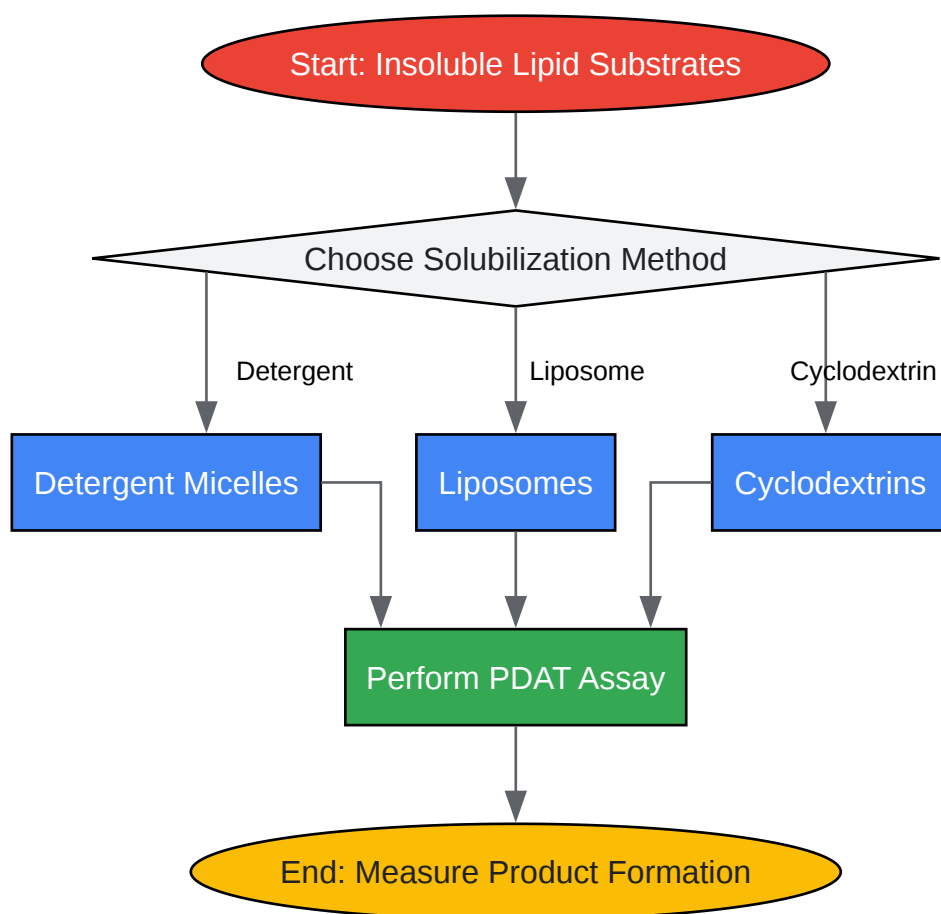 Start: Insoluble Lipid Substrates
Choose Solubilization Method
Detergent
Liposome
Cyclodextrin
Detergent Micelles
Liposomes
Cyclodextrins
Perform PDAT Assay
End: Measure Product Formation